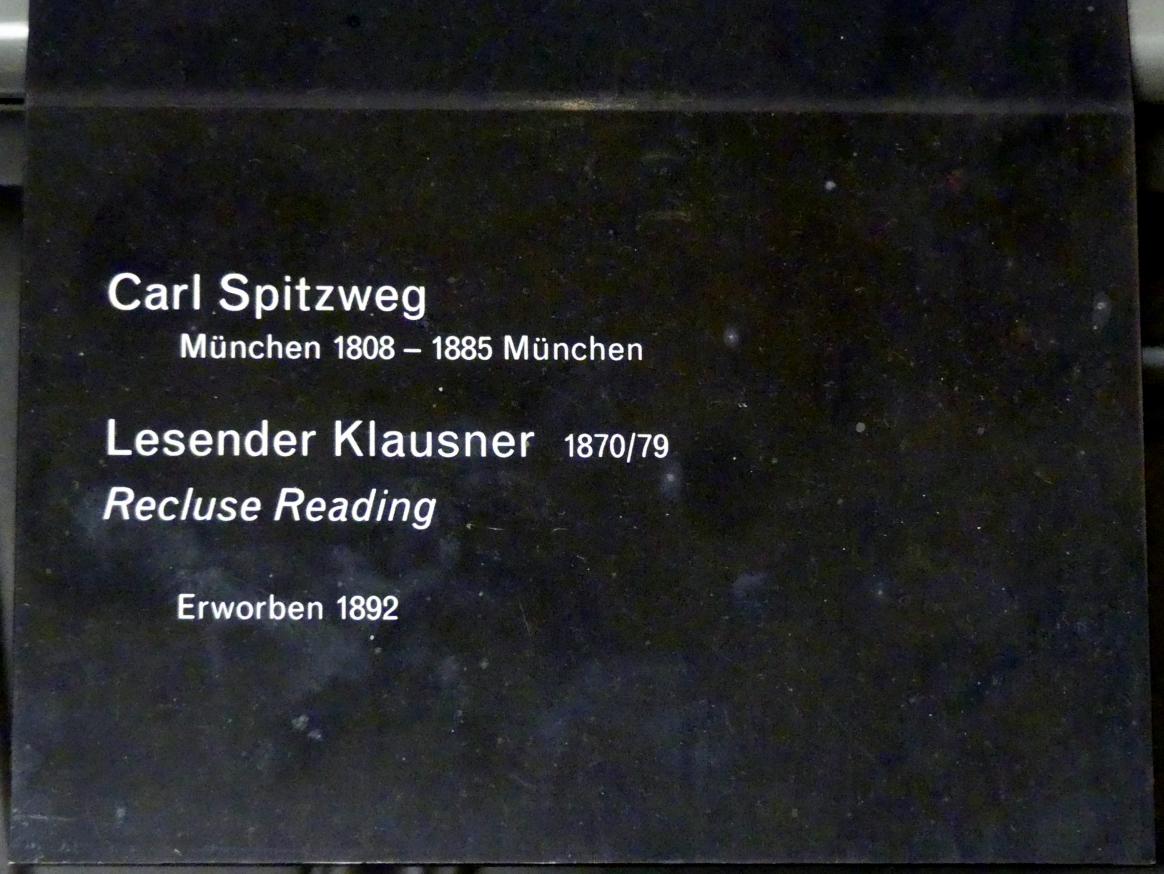 Carl Spitzweg
München 1808 – 1885 München
Lesender Klausner 1870/79
Recluse Reading
Erworben 1892